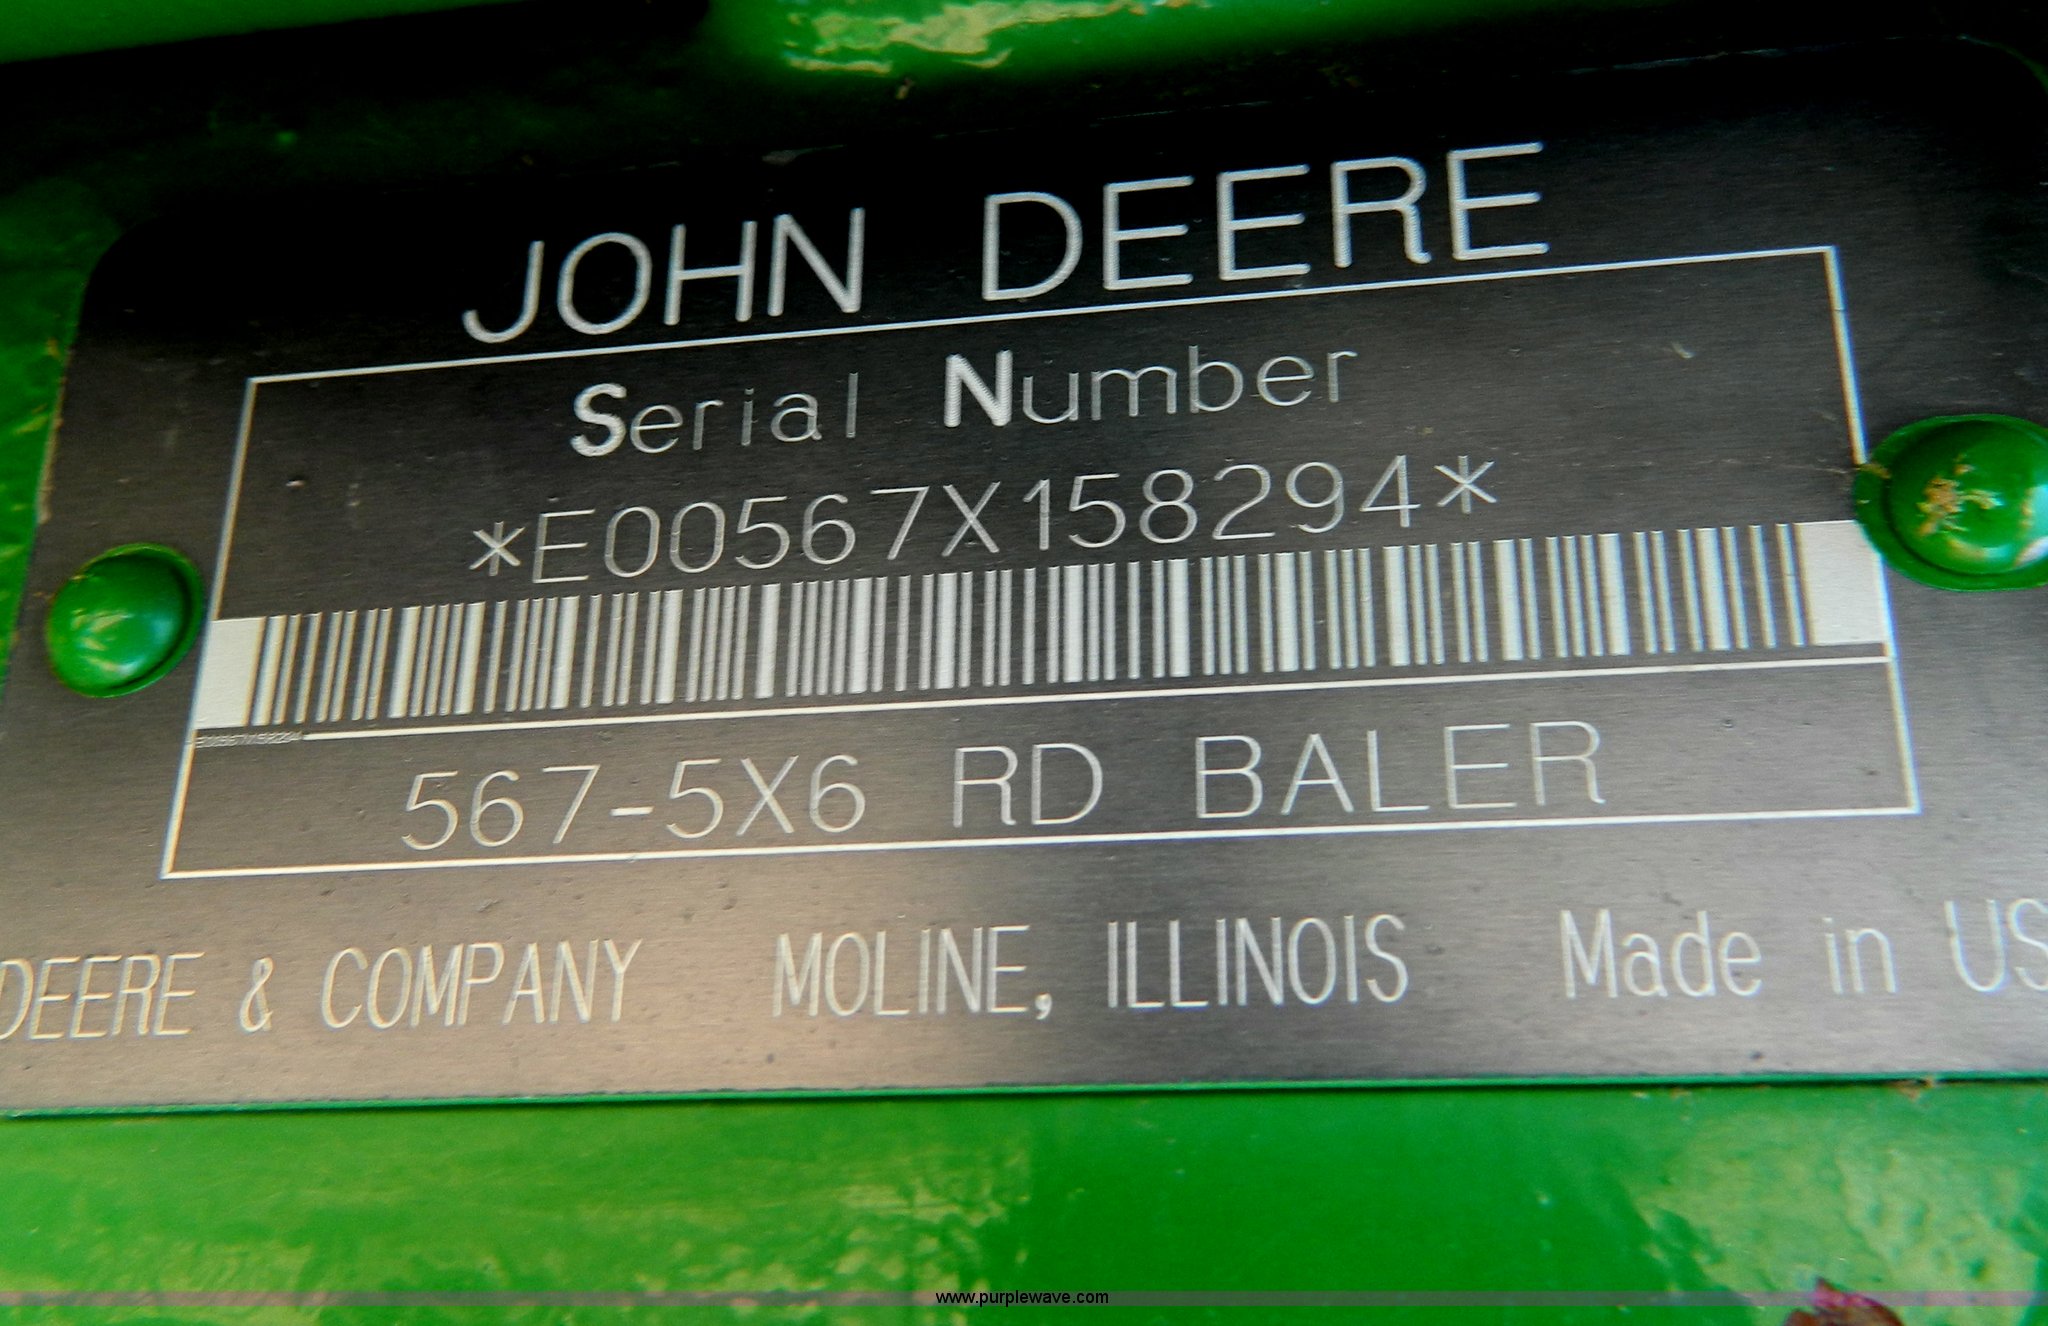 JOHN DEERE
Serial Number
*E00567X158294*
E00567X158294
567-5X6 RD BALER
DEERE & COMPANY MOLINE, ILLINOIS Made in US
www.purplewave.com